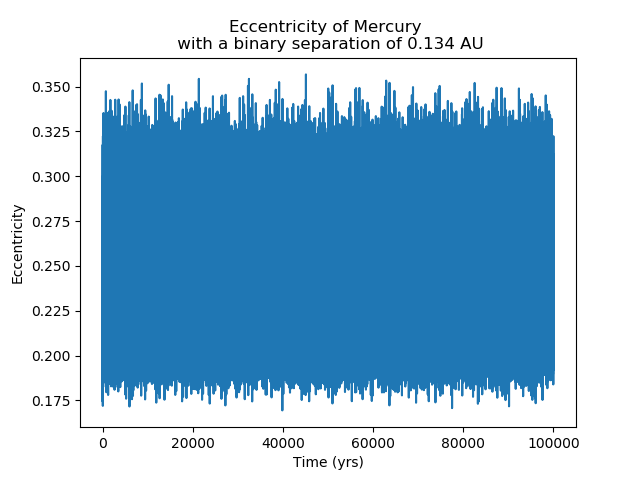 Eccentricity of Mercury
with a binary separation of 0.134 AU
0.350
0.325
0.300
0.275
0.250
0.225
0.200
0.175
Eccentricity
0 20000 40000 60000 80000 100000
Time (yrs)